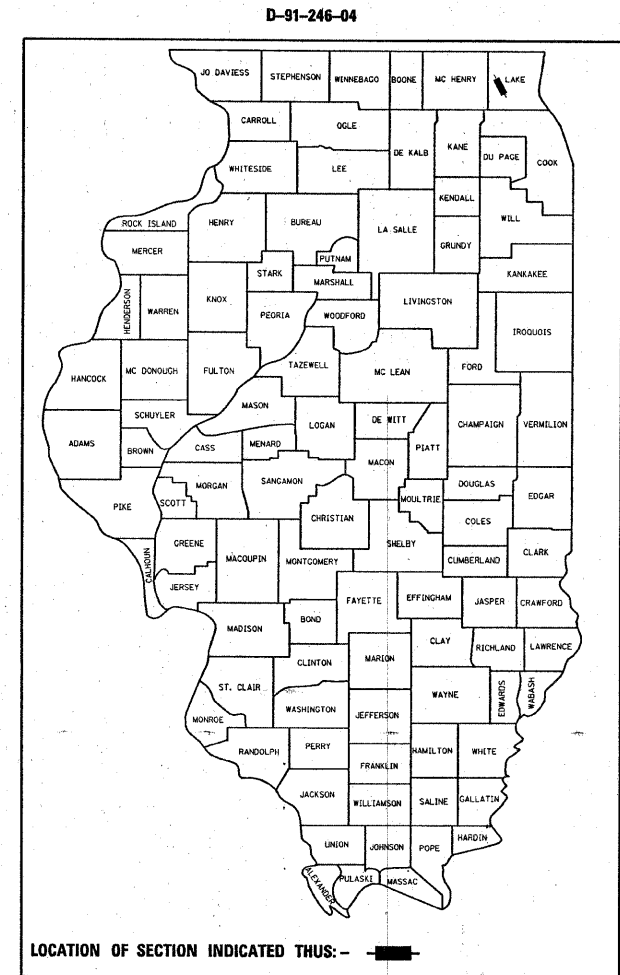 D-91-246-04
JO DAVIESS
STEPHENSON
WINNEBAGO
BOONE
MC HENRY
LAKE
CARROLL
OGLE
DE KALB
KANE
DU PAGE
COOK
WHITESIDE
LEE
KENDALL
WILL
ROCK ISLAND
HENRY
BUREAU
LA SALLE
GRUNDY
MERCER
PUTNAM
STARK
MARSHALL
KANKAKEE
HENDERSON
WARREN
KNOX
PEORIA
WOODFORD
LIVINGSTON
IROQUOIS
HANCOCK
MC DONOUGH
FULTON
TAZEWELL
MC LEAN
FORD
SCHUYLER
MASON
LOGAN
DE WITT
CHAMPAIGN
VERMILION
ADAMS
BROWN
CASS
MENARD
MACON
PIATT
MORGAN
SANGAMON
DOUGLAS
EDGAR
PIKE
SCOTT
CHRISTIAN
MOULTRIE
COLES
GREENE
MACOUPIN
MONTGOMERY
SHELBY
CUMBERLAND
CLARK
CALHOUN
JERSEY
FAYETTE
EFFINGHAM
JASPER
CRAWFORD
MADISON
BOND
CLAY
RICHLAND
LAWRENCE
CLINTON
MARION
ST. CLAIR
WAYNE
EDWARDS
WABASH
MONROE
WASHINGTON
JEFFERSON
RANDOLPH
PERRY
HAMILTON
WHITE
FRANKLIN
JACKSON
WILLIAMSON
SALINE
GALLATIN
UNION
JOHNSON
POPE
HARDIN
ALEXANDER
PULASKI
MASSAC
LOCATION OF SECTION INDICATED THUS: -